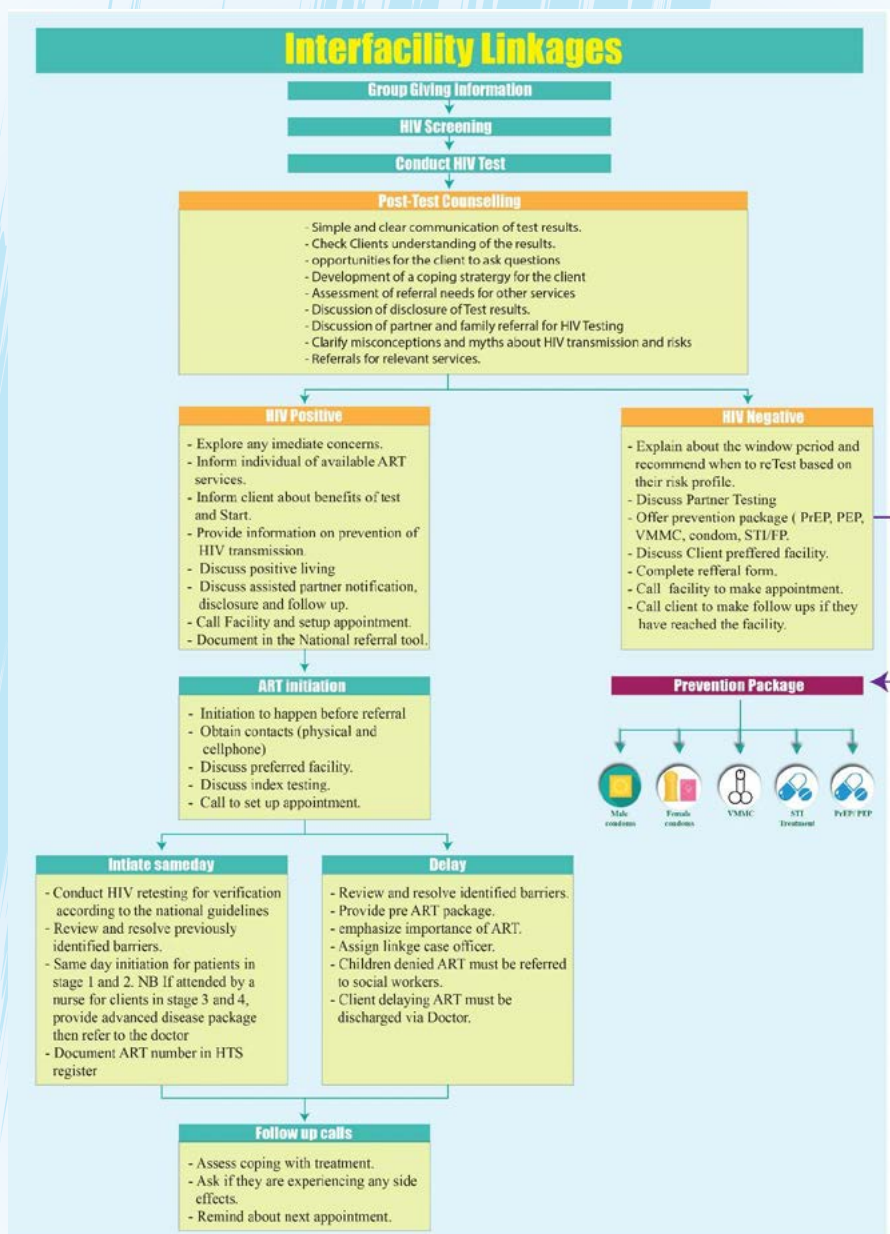 Interfacility Linkages
Group Giving Information
HIV Screening
Conduct HIV Test
Post-Test Counselling
- Simple and clear communication of test results.
- Check Clients understanding of the results.
- opportunities for the client to ask questions
- Development of a coping stratergy for the client
- Assessment of referral needs for other services
- Discussion of disclosure of Test results.
- Discussion of partner and family referral for HIV Testing
- Clarify misconceptions and myths about HIV transmission and risks
- Referrals for relevant services.
HIV Positive
- Explore any imediate concerns.
- Inform individual of available ART
services.
- Inform client about benefits of test
and Start.
- Provide information on prevention of
HIV transmission.
- Discuss positive living
- Discuss assisted partner notification,
disclosure and follow up.
- Call Facility and setup appointment.
- Document in the National referral tool.
HIV Negative
- Explain about the window period and
recommend when to reTest based on
their risk profile.
- Discuss Partner Testing
- Offer prevention package ( PrEP, PEP,
VMMC, condom, STI/FP.
- Discuss Client preffered facility.
- Complete refferal form.
- Call facility to make appointment.
- Call client to make follow ups if they
have reached the facility.
ART initiation
- Initiation to happen before referral
- Obtain contacts (physical and
cellphone)
- Discuss preferred facility.
- Discuss index testing.
- Call to set up appointment.
Prevention Package
Male
condoms
Female
condoms
VMMC
STI
Treatment
PrEP/ PEP
Intiate sameday
- Conduct HIV retesting for verification
according to the national guidelines
- Review and resolve previously
identified barriers.
- Same day initiation for patients in
stage 1 and 2. NB If attended by a
nurse for clients in stage 3 and 4,
provide advanced disease package
then refer to the doctor
- Document ART number in HTS
register
Delay
- Review and resolve identified barriers.
- Provide pre ART package.
- emphasize importance of ART.
- Assign linkge case officer.
- Children denied ART must be referred
to social workers.
- Client delaying ART must be
discharged via Doctor.
Follow up calls
- Assess coping with treatment.
- Ask if they are experiencing any side
effects.
- Remind about next appointment.